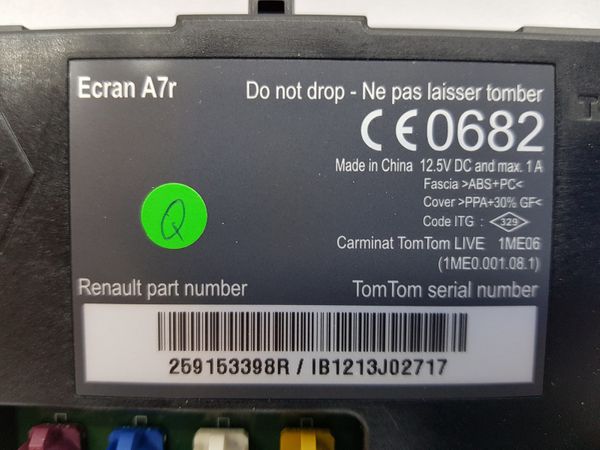 Ecran A7r
Do not drop - Ne pas laisser tomber
CE 0682
Made in China 12.5V DC and max. 1 A
Fascia >ABS+PC<
Cover >PPA+30% GF<
Code ITG : 329
Q
Carminat TomTom LIVE 1ME06
(1ME0.001.08.1)
Renault part number TomTom serial number
259153398R / IB1213J02717